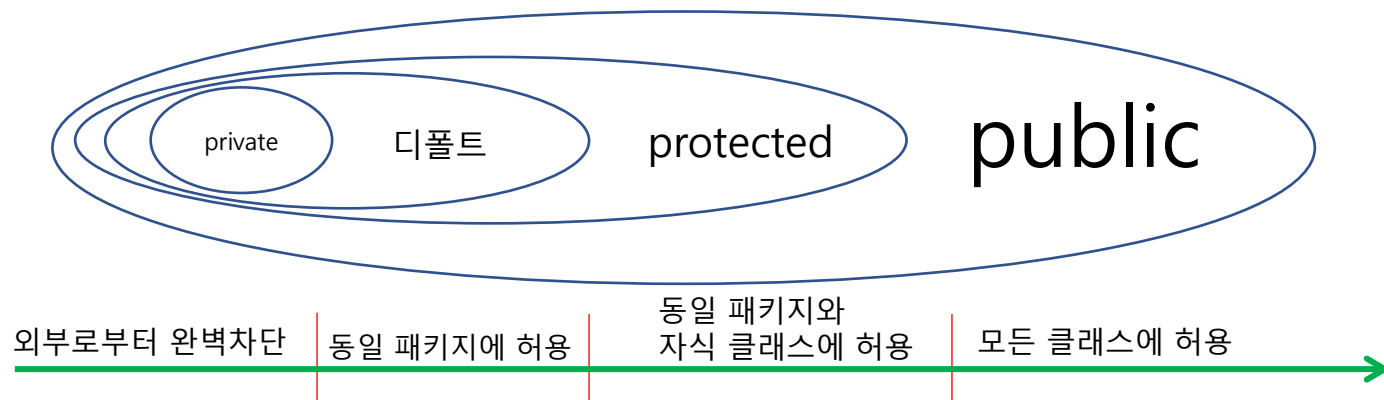 private
디폴트
protected
public
외부로부터 완벽차단
동일 패키지에 허용
동일 패키지와
자식 클래스에 허용
모든 클래스에 허용